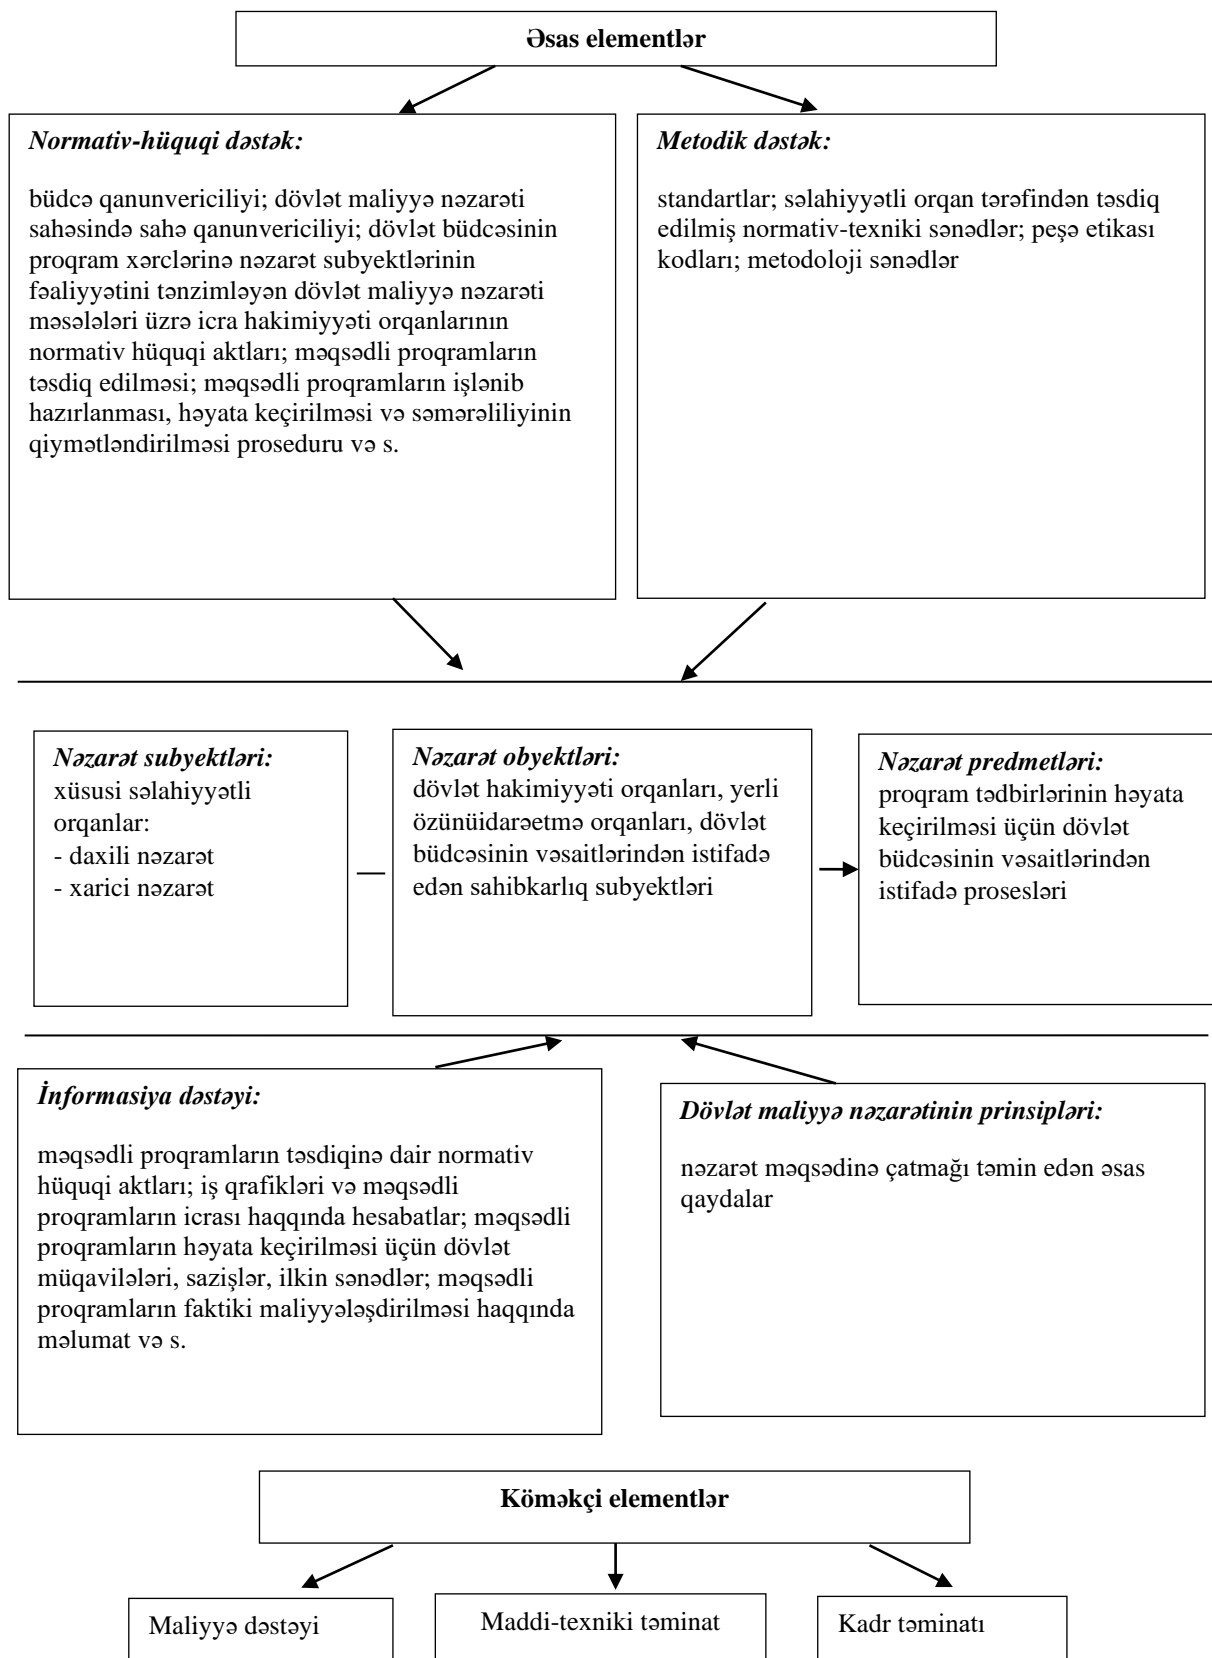 Əsas elementlər
Normativ-hüquqi dəstək:
büdcə qanunvericiliyi; dövlət maliyyə nəzarəti
sahəsində sahə qanunvericiliyi; dövlət büdcəsinin
proqram xərclərinə nəzarət subyektlərinin
fəaliyyətini tənzimləyən dövlət maliyyə nəzarəti
məsələləri üzrə icra hakimiyyəti orqanlarının
normativ hüquqi aktları; məqsədli proqramların
təsdiq edilməsi; məqsədli proqramların işlənib
hazırlanması, həyata keçirilməsi və səmərəliliyinin
qiymətləndirilməsi proseduru və s.
Metodik dəstək:
standartlar; səlahiyyətli orqan tərəfindən təsdiq
edilmiş normativ-texniki sənədlər; peşə etikası
kodları; metodoloji sənədlər
Nəzarət subyektləri:
xüsusi səlahiyyətli
orqanlar:
- daxili nəzarət
- xarici nəzarət
Nəzarət obyektləri:
dövlət hakimiyyəti orqanları, yerli
özünüidarəetmə orqanları, dövlət
büdcəsinin vəsaitlərindən istifadə
edən sahibkarlıq subyektləri
Nəzarət predmetləri:
proqram tədbirlərinin həyata
keçirilməsi üçün dövlət
büdcəsinin vəsaitlərindən
istifadə prosesləri
İnformasiya dəstəyi:
məqsədli proqramların təsdiqinə dair normativ
hüquqi aktları; iş qrafikləri və məqsədli
proqramların icrası haqqında hesabatlar; məqsədli
proqramların həyata keçirilməsi üçün dövlət
müqavilələri, sazişlər, ilkin sənədlər; məqsədli
proqramların faktiki maliyyələşdirilməsi haqqında
məlumat və s.
Dövlət maliyyə nəzarətinin prinsipləri:
nəzarət məqsədinə çatmağı təmin edən əsas
qaydalar
Köməkçi elementlər
Maliyyə dəstəyi
Maddi-texniki təminat
Kadr təminatı